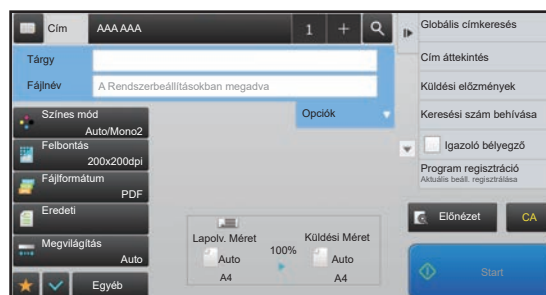 Cím
AAA AAA
1
+
Tárgy
Fájlnév
A Rendszerbeállításokban megadva
Opciók
Színes mód
Auto/Mono2
Felbontás
200x200dpi
Fájlformátum
PDF
Eredeti
Megvilágítás
Auto
Egyéb
Lapolv. Méret
Auto
A4
100%
Küldési Méret
Auto
A4
Globális címkeresés
Cím áttekintés
Küldési előzmények
Keresési szám behívása
Igazoló bélyegző
Program regisztráció
Aktuális beáll. regisztrálása
Előnézet
CA
Start